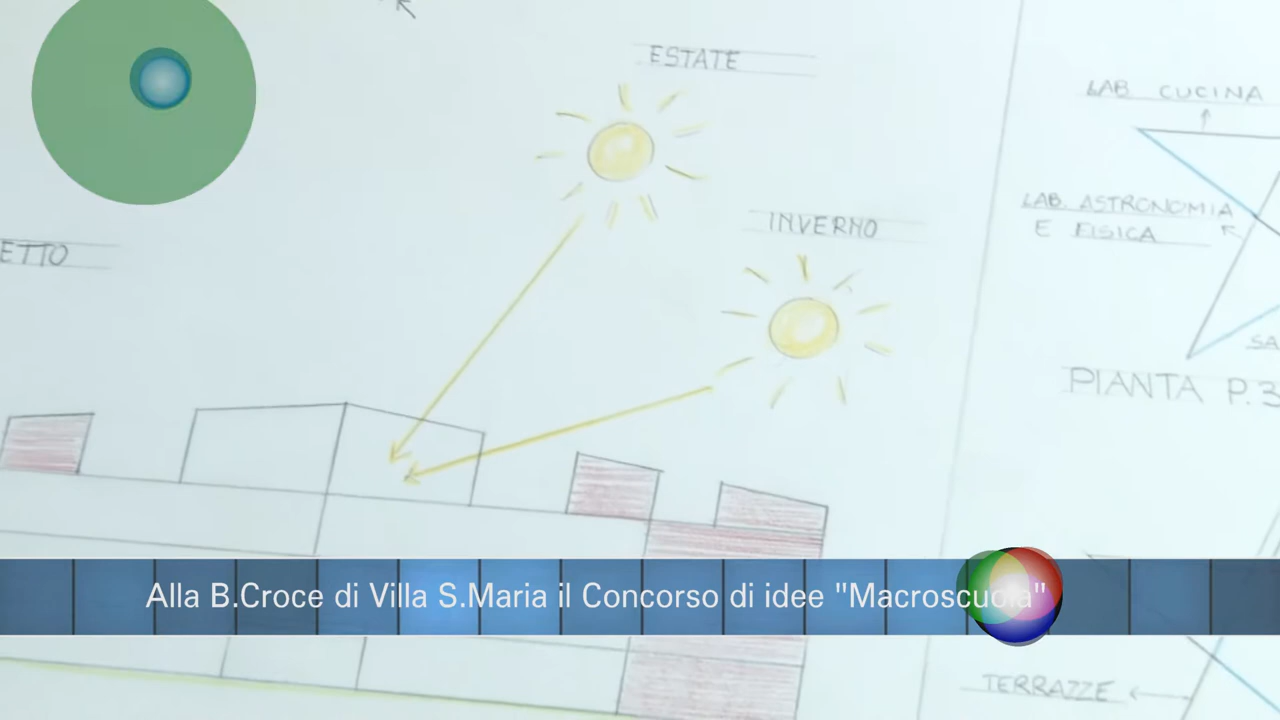 ESTATE
LAB CUCINA
LAB. ASTRONOMIA
E FISICA
INVERNO
ETTO
SA
PIANTA P.3
Alla B.Croce di Villa S.Maria il Concorso di idee "Macroscuola"
TERRAZZE